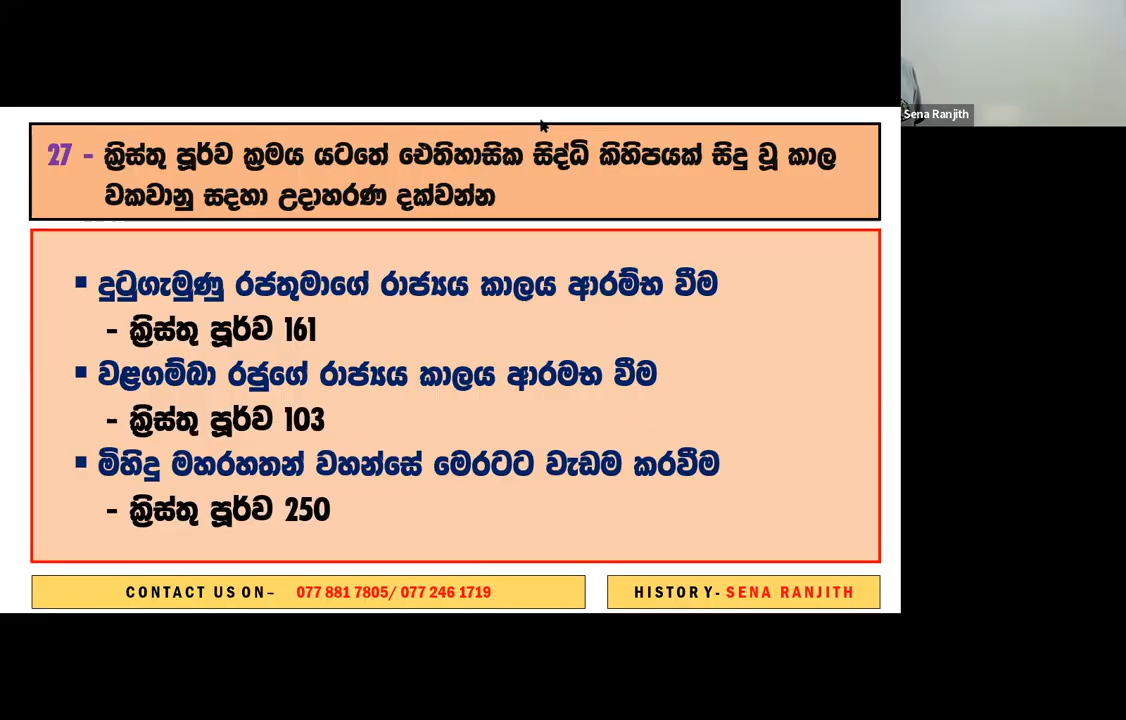 Sena Ranjith
27 - ක්‍රිස්තු පූර්ව ක්‍රමය යටතේ ඓතිහාසික සිද්ධි කිහිපයක් සිදු වූ කාල
වකවානු සදහා උදාහරණ දක්වන්න
▪ දුටුගැමුණු රජතුමාගේ රාජ්‍යය කාලය ආරම්භ වීම
- ක්‍රිස්තු පූර්ව 161
▪ වළගම්බා රජුගේ රාජ්‍යය කාලය ආරමභ වීම
- ක්‍රිස්තු පූර්ව 103
▪ මිහිදු මහරහතන් වහන්සේ මෙරටට වැඩම කරවීම
- ක්‍රිස්තු පූර්ව 250
CONTACT US ON– 077 881 7805/ 077 246 1719
HISTORY- SENA RANJITH